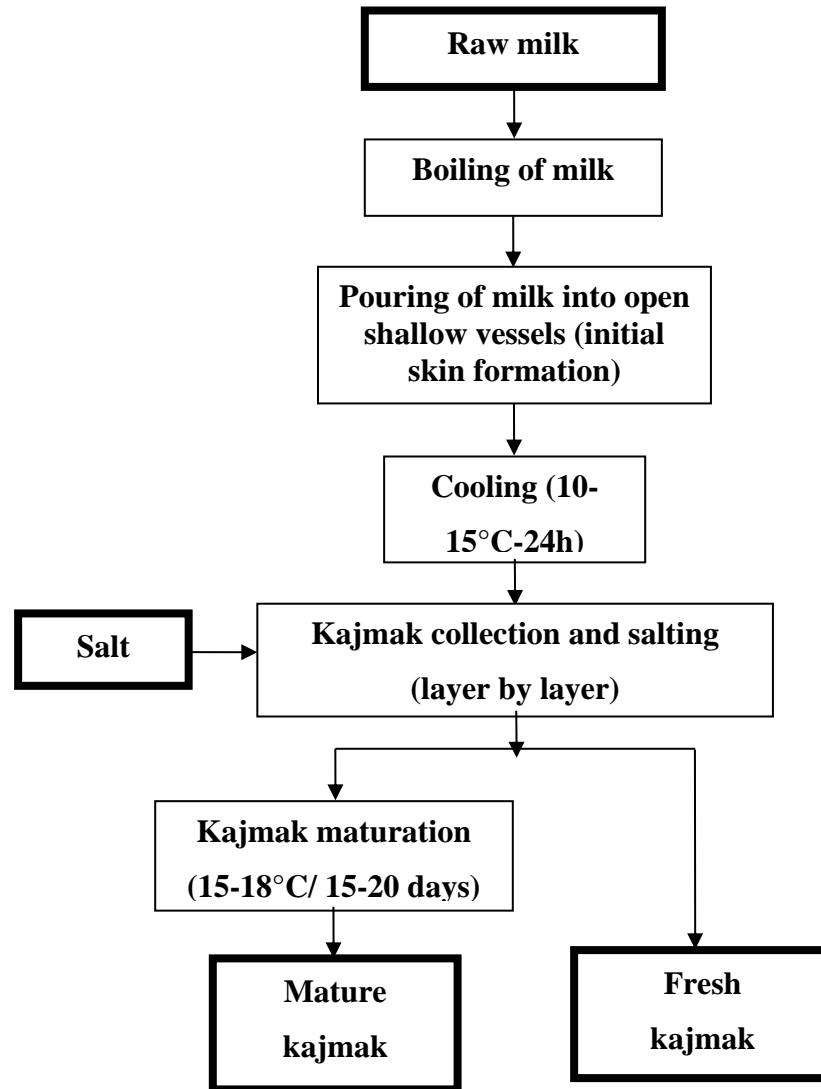 Raw milk
Boiling of milk
Pouring of milk into open
shallow vessels (initial
skin formation)
Cooling (10-
15°C-24h)
Salt
Kajmak collection and salting
(layer by layer)
Kajmak maturation
(15-18°C/ 15-20 days)
Mature
kajmak
Fresh
kajmak